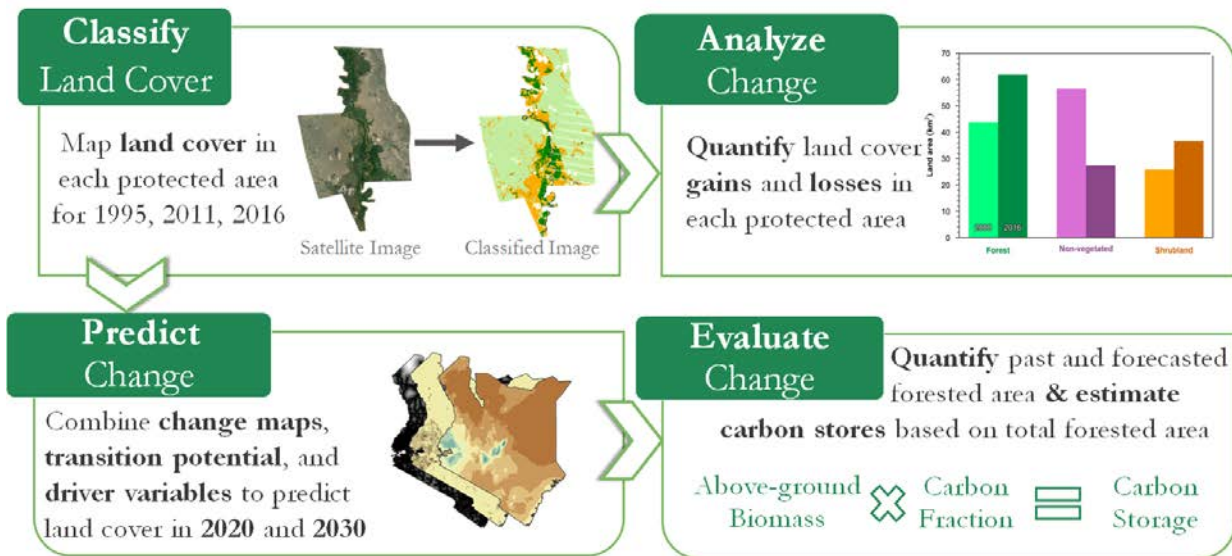 Classify
Land Cover
Map land cover in
each protected area
for 1995, 2011, 2016
Satellite Image
Classified Image
Analyze
Change
Quantify land cover
gains and losses in
each protected area
Land area (km²)
70
60
50
40
30
20
10
0
2016
Forest
Non-vegetated
Shrubland
Predict
Change
Combine change maps,
transition potential, and
driver variables to predict
land cover in 2020 and 2030
Evaluate
Change
Quantify past and forecasted
forested area & estimate
carbon stores based on total forested area
Above-ground
Biomass
Carbon
Fraction
Carbon
Storage